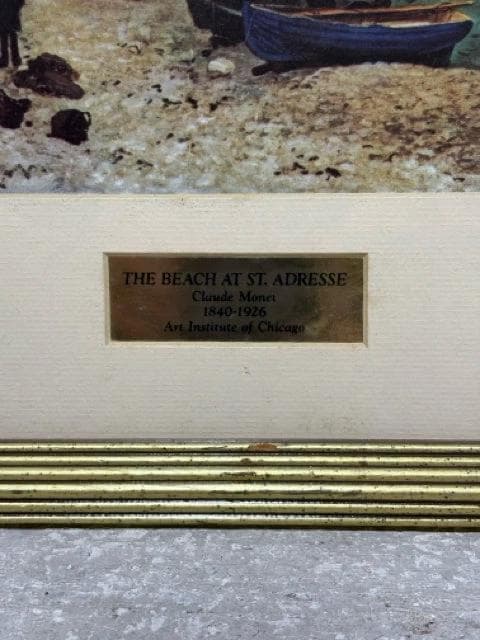 THE BEACH AT ST. ADRESSE
Claude Monet
1840-1926
Art Institute of Chicago